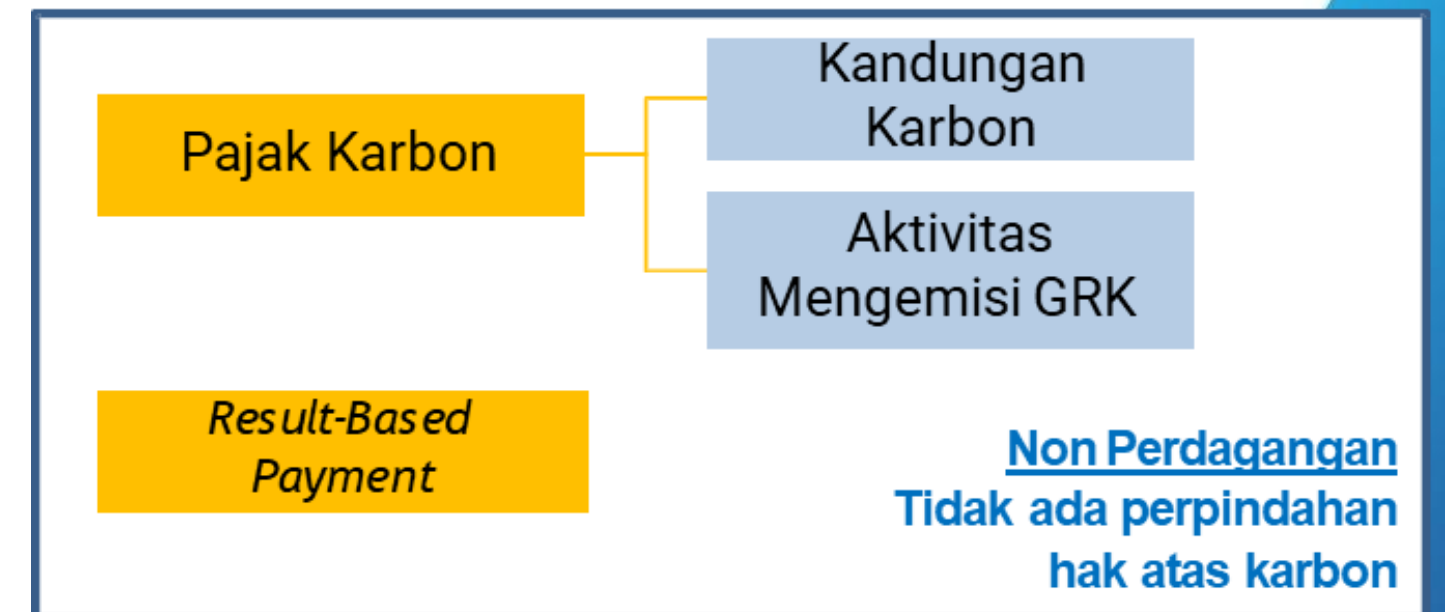 Pajak Karbon
Kandungan
Karbon
Aktivitas
Mengemisi GRK
Result-Based
Payment
Non Perdagangan
Tidak ada perpindahan
hak atas karbon